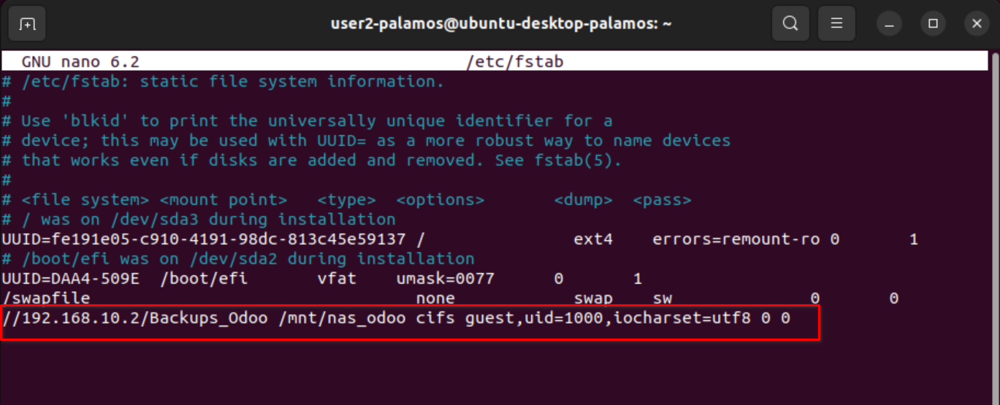 user2-palamos@ubuntu-desktop-palamos: ~
GNU nano 6.2 /etc/fstab
# /etc/fstab: static file system information.
#
# Use 'blkid' to print the universally unique identifier for a
# device; this may be used with UUID= as a more robust way to name devices
# that works even if disks are added and removed. See fstab(5).
#
# <file system> <mount point>   <type>  <options>       <dump>  <pass>
# / was on /dev/sda3 during installation
UUID=fe191e05-c910-4191-98dc-813c45e59137 /               ext4    errors=remount-ro 0       1
# /boot/efi was on /dev/sda2 during installation
UUID=DAA4-509E  /boot/efi       vfat    umask=0077      0       1
/swapfile                                 none            swap    sw              0       0
//192.168.10.2/Backups_Odoo /mnt/nas_odoo cifs guest,uid=1000,iocharset=utf8 0 0